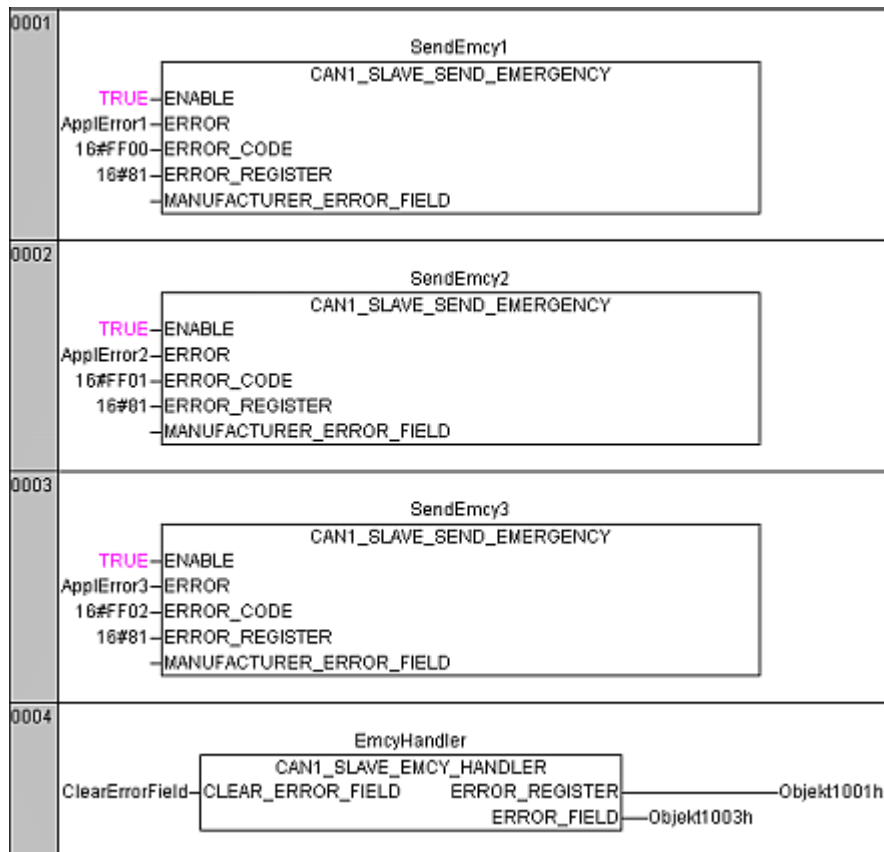 0001
SendEmcy1
CAN1_SLAVE_SEND_EMERGENCY
TRUE ENABLE
ApplError1 ERROR
16#FF00 ERROR_CODE
16#81 ERROR_REGISTER
MANUFACTURER_ERROR_FIELD
0002
SendEmcy2
CAN1_SLAVE_SEND_EMERGENCY
TRUE ENABLE
ApplError2 ERROR
16#FF01 ERROR_CODE
16#81 ERROR_REGISTER
MANUFACTURER_ERROR_FIELD
0003
SendEmcy3
CAN1_SLAVE_SEND_EMERGENCY
TRUE ENABLE
ApplError3 ERROR
16#FF02 ERROR_CODE
16#81 ERROR_REGISTER
MANUFACTURER_ERROR_FIELD
0004
EmcyHandler
CAN1_SLAVE_EMCY_HANDLER
ClearErrorField CLEAR_ERROR_FIELD ERROR_REGISTER Objekt1001h
ERROR_FIELD Objekt1003h